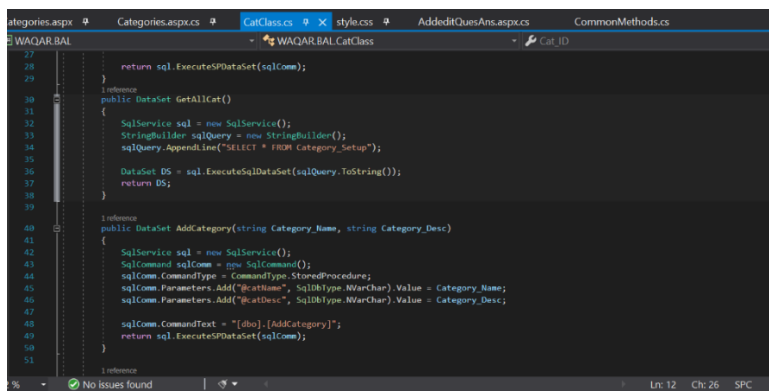 ategories.aspx Categories.aspx.cs CatClass.cs style.css AddeditQuesAns.aspx.cs CommonMethods.cs
WAQAR.BAL WAQAR.BAL.CatClass Cat_ID
27
28 return sql.ExecuteSPDataSet(sqlComm);
29 }
1 reference
30 public DataSet GetAllCat()
31 {
32 SqlService sql = new SqlService();
33 StringBuilder sqlQuery = new StringBuilder();
34 sqlQuery.AppendLine("SELECT * FROM Category_Setup");
35
36 DataSet DS = sql.ExecuteSqlDataSet(sqlQuery.ToString());
37 return DS;
38 }
39
1 reference
40 public DataSet AddCategory(string Category_Name, string Category_Desc)
41 {
42 SqlService sql = new SqlService();
43 SqlCommand sqlComm = new SqlCommand();
44 sqlComm.CommandType = CommandType.StoredProcedure;
45 sqlComm.Parameters.Add("@catName", SqlDbType.NVarChar).Value = Category_Name;
46 sqlComm.Parameters.Add("@catDesc", SqlDbType.NVarChar).Value = Category_Desc;
47
48 sqlComm.CommandText = "[dbo].[AddCategory]";
49 return sql.ExecuteSPDataSet(sqlComm);
50 }
51
1 reference
% No issues found Ln: 12 Ch: 26 SPC